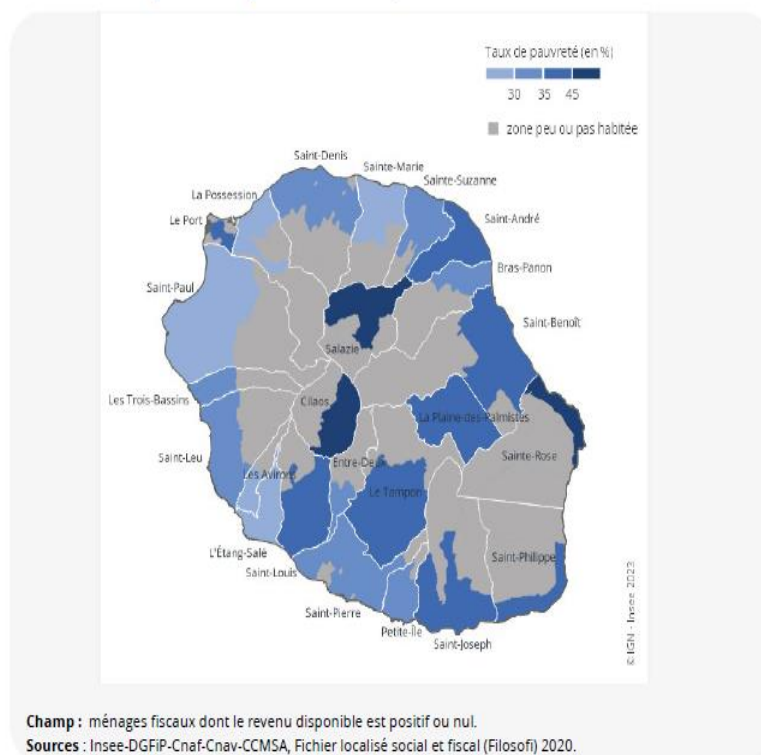 Taux de pauvreté (en %)
30 35 45
zone peu ou pas habitée
Saint-Denis
Sainte-Marie
Sainte-Suzanne
La Possession
Le Port
Saint-André
Bras-Panon
Saint-Paul
Saint-Benoît
Salazie
Les Trois-Bassins
Cilaos
La Plaine-des-Palmistes
Saint-Leu
Entre-Deux
Sainte-Rose
Les Avirons
Le Tampon
L'Étang-Salé
Saint-Louis
Saint-Philippe
Saint-Pierre
Petite-Île
Saint-Joseph
© IGN - Insee 2023
Champ : ménages fiscaux dont le revenu disponible est positif ou nul.
Sources : Insee-DGFiP-Cnaf-Cnav-CCMSA, Fichier localisé social et fiscal (Filosofi) 2020.